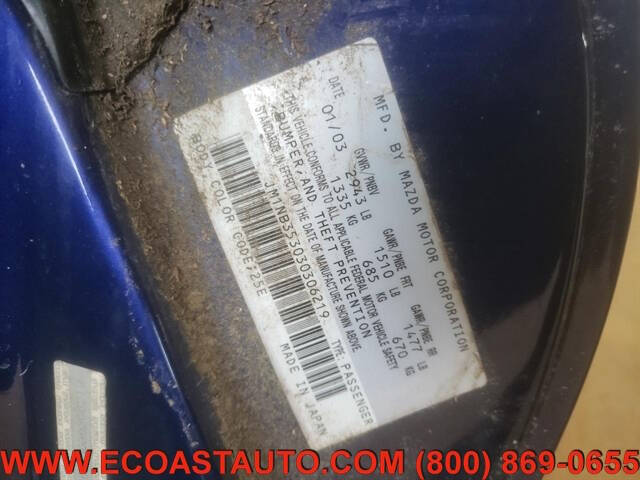 MFD. BY MAZDA MOTOR CORPORATION
DATE GVWR/PNBV GAWR/PNBE FRT GAWR/PNBE RR
01/03 2943 LB 1510 LB 1477 LB
1335 KG 685 KG 670 KG
THIS VEHICLE CONFORMS TO ALL APPLICABLE FEDERAL MOTOR VEHICLE SAFETY
BUMPER, AND THEFT PREVENTION
STANDARDS IN EFFECT ON THE DATE OF MANUFACTURE SHOWN ABOVE
JM1NB353030306219 TYPE: PASSENGER
BODY COLOR CODE: 25E MADE IN JAPAN
WWW.ECOASTAUTO.COM (800) 869-0655